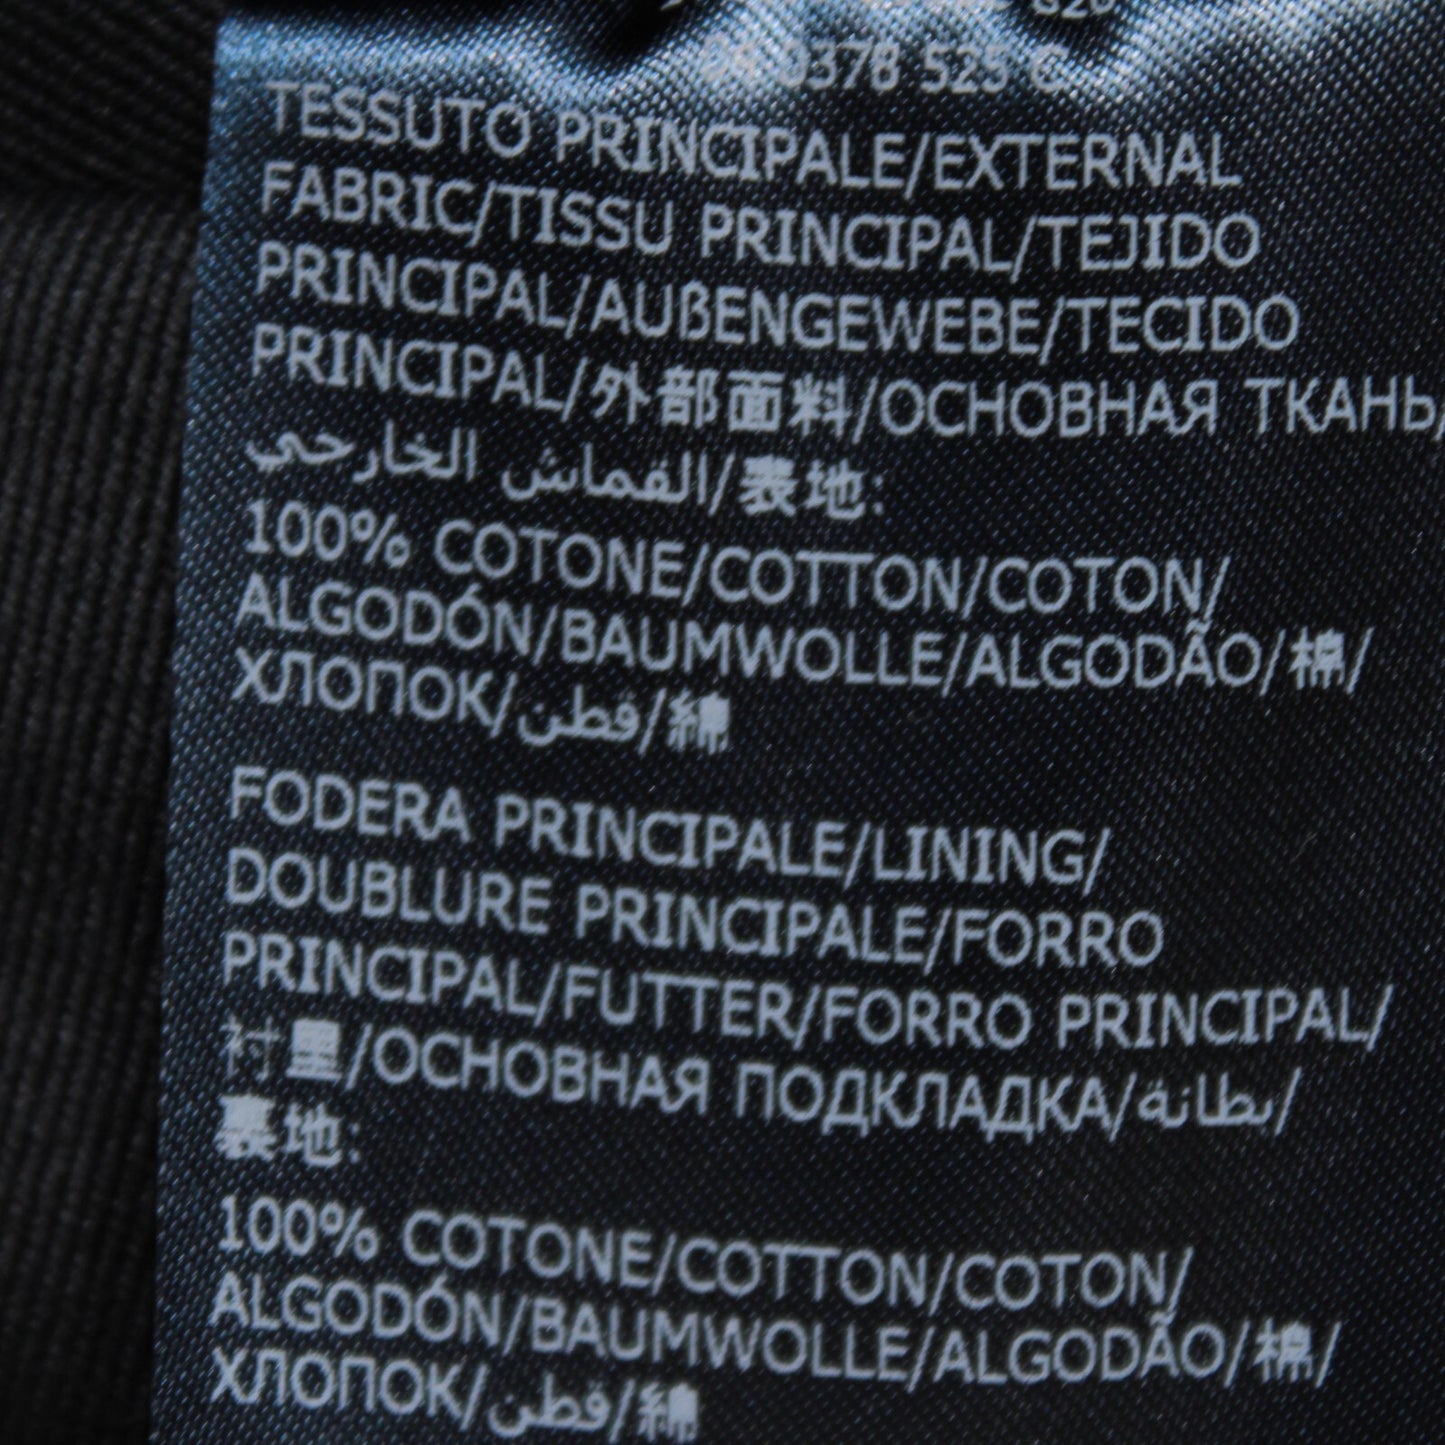 0378 525 C
TESSUTO PRINCIPALE/EXTERNAL
FABRIC/TISSU PRINCIPAL/TEJIDO
PRINCIPAL/AUßENGEWEBE/TECIDO
PRINCIPAL/外部面料/ОСНОВНАЯ ТКАНЬ/
القماش الخارجي/表地:
100% COTONE/COTTON/COTON/
ALGODÓN/BAUMWOLLE/ALGODÃO/棉/
ХЛОПОК/قطن/綿
FODERA PRINCIPALE/LINING/
DOUBLURE PRINCIPALE/FORRO
PRINCIPAL/FUTTER/FORRO PRINCIPAL/
衬里/ОСНОВНАЯ ПОДКЛАДКА/بطانة/
裏地:
100% COTONE/COTTON/COTON/
ALGODÓN/BAUMWOLLE/ALGODÃO/棉/
ХЛОПОК/قطن/綿